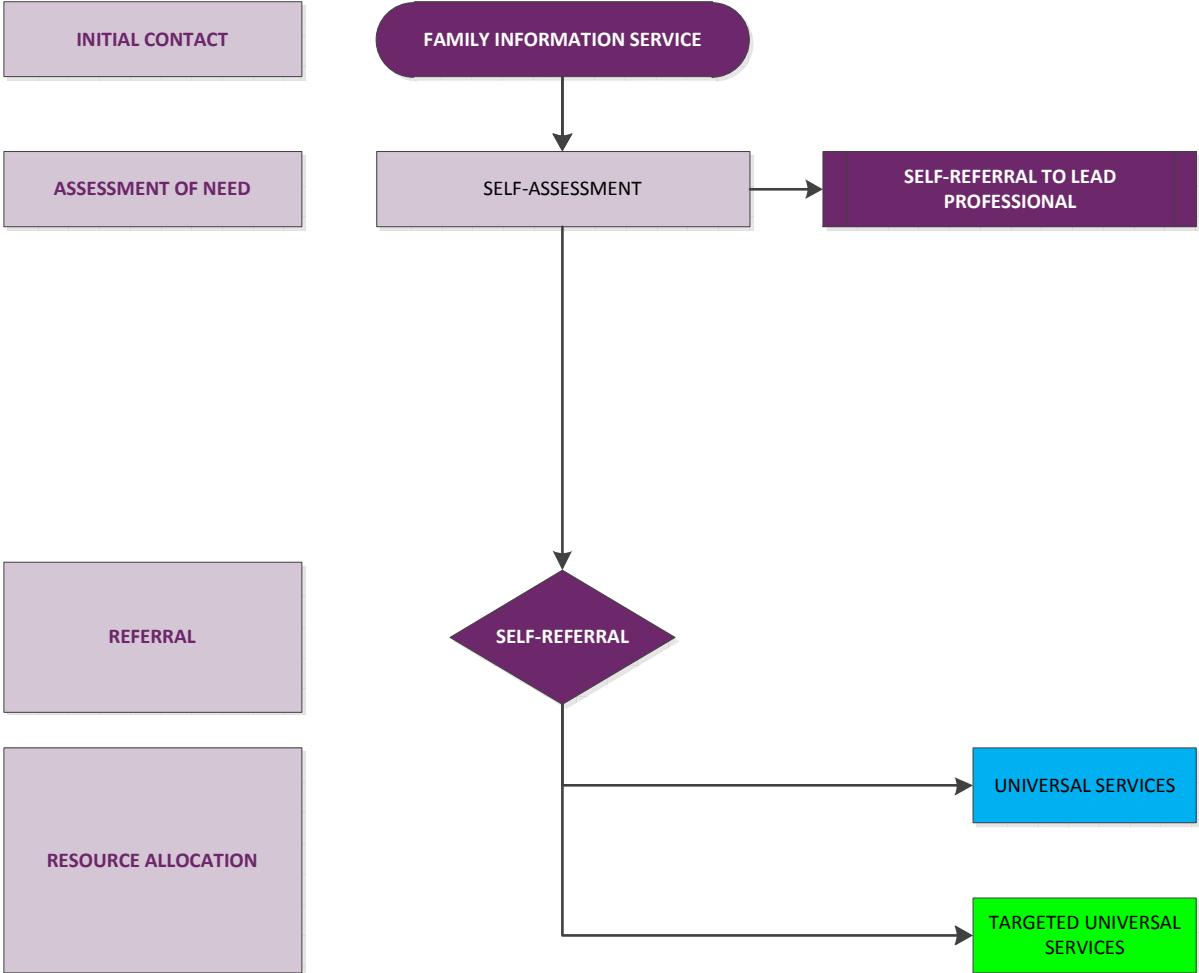 INITIAL CONTACT
FAMILY INFORMATION SERVICE
ASSESSMENT OF NEED
SELF-ASSESSMENT
SELF-REFERRAL TO LEAD
PROFESSIONAL
REFERRAL
SELF-REFERRAL
RESOURCE ALLOCATION
UNIVERSAL SERVICES
TARGETED UNIVERSAL
SERVICES